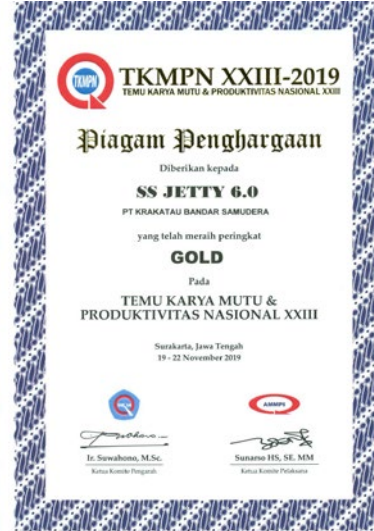 TKMPN
TKMPN XXIII-2019
TEMU KARYA MUTU & PRODUKTIVITAS NASIONAL XXIII
Piagam Penghargaan
Diberikan kepada
SS JETTY 6.0
PT KRAKATAU BANDAR SAMUDERA
yang telah meraih peringkat
GOLD
Pada
TEMU KARYA MUTU &
PRODUKTIVITAS NASIONAL XXIII
Surakarta, Jawa Tengah
19 - 22 November 2019
AMMPI
Ir. Suwahono, M.Sc.
Ketua Komite Pengarah
Sunarso HS, SE. MM
Ketua Komite Pelaksana